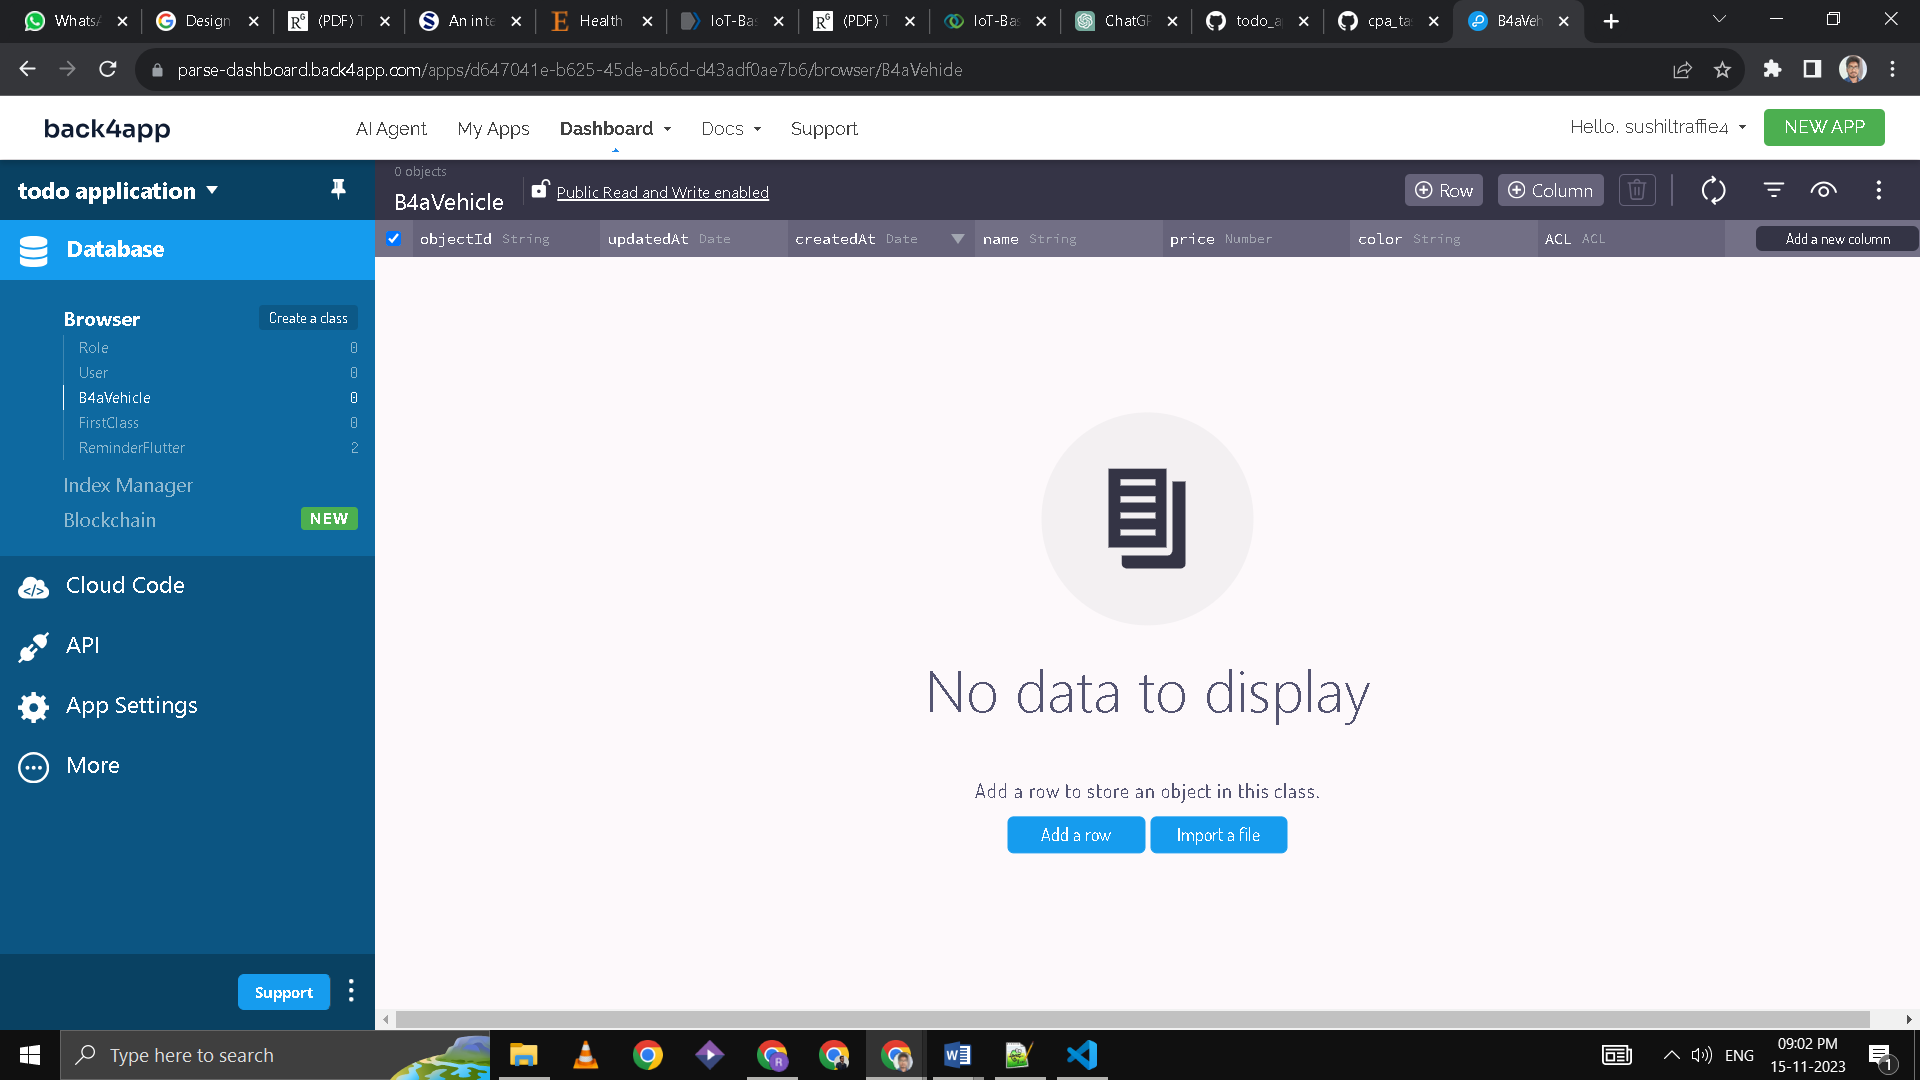 WhatsA
Design
(PDF) T
An inte
Health
IoT-Bas
(PDF) T
IoT-Bas
ChatGP
todo_a
cpa_ta
B4aVeh
parse-dashboard.back4app.com/apps/d647041e-b625-45de-ab6d-d43adf0ae7b6/browser/B4aVehicle
back4app
AI Agent
My Apps
Dashboard
Docs
Support
Hello, sushiltraffie4
NEW APP
todo application
0 objects
B4aVehicle
Public Read and Write enabled
Row
Column
objectId String
updatedAt Date
createdAt Date
name String
price Number
color String
ACL ACL
Add a new column
Database
Browser
Create a class
Role 0
User 0
B4aVehicle 0
FirstClass 0
ReminderFlutter 2
Index Manager
Blockchain NEW
Cloud Code
API
App Settings
More
No data to display
Add a row to store an object in this class.
Add a row
Import a file
Support
Type here to search
ENG
09:02 PM
15-11-2023
1